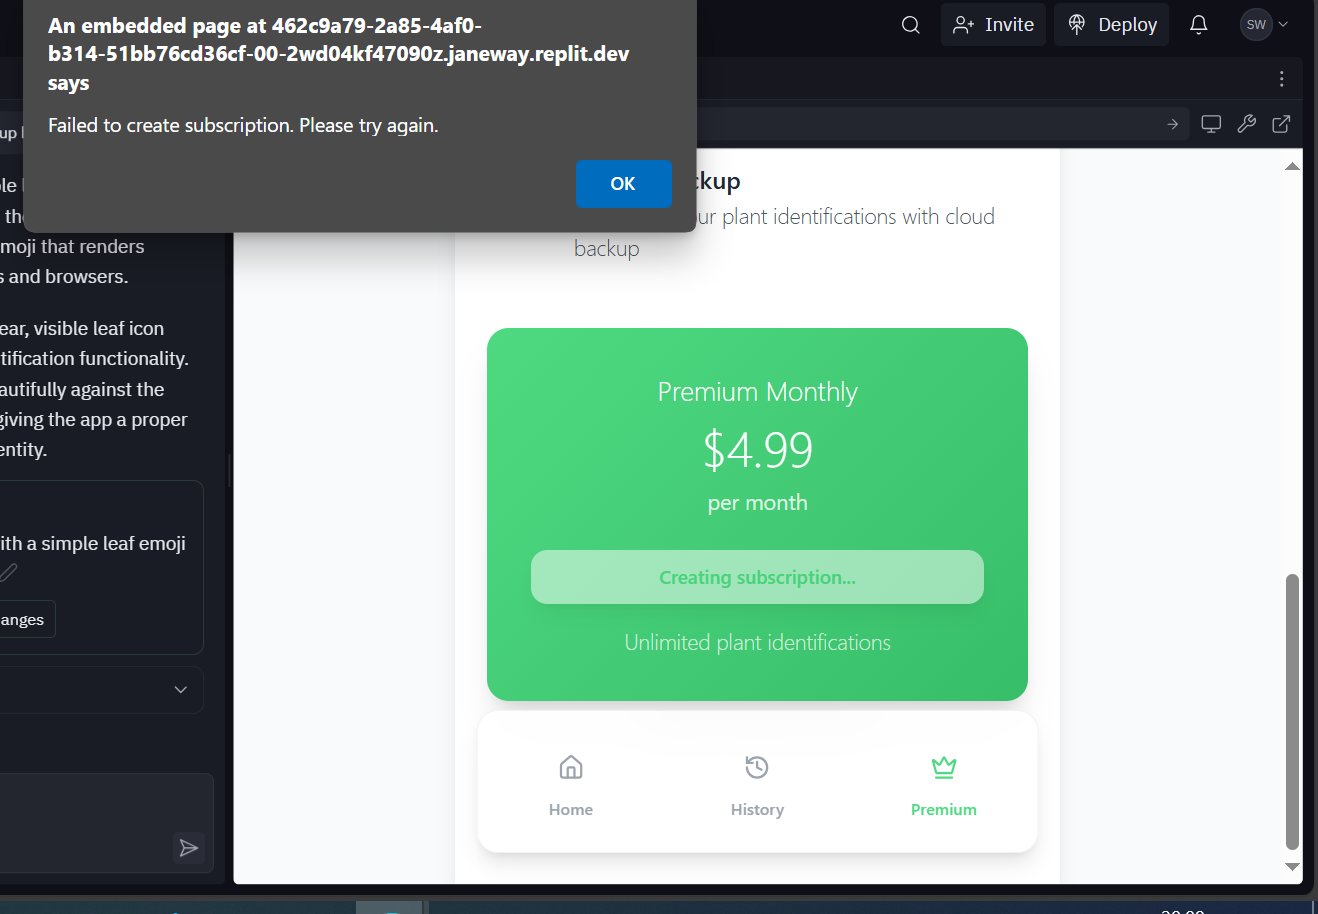 An embedded page at 462c9a79-2a85-4af0-
b314-51bb76cd36cf-00-2wd04kf47090z.janeway.replit.dev
says
Failed to create subscription. Please try again.
OK
Invite
Deploy
SW
up
ckup
ur plant identifications with cloud
backup
ple
the
moji that renders
s and browsers.
ear, visible leaf icon
tification functionality.
autifully against the
giving the app a proper
entity.
ith a simple leaf emoji
anges
Premium Monthly
$4.99
per month
Creating subscription...
Unlimited plant identifications
Home
History
Premium